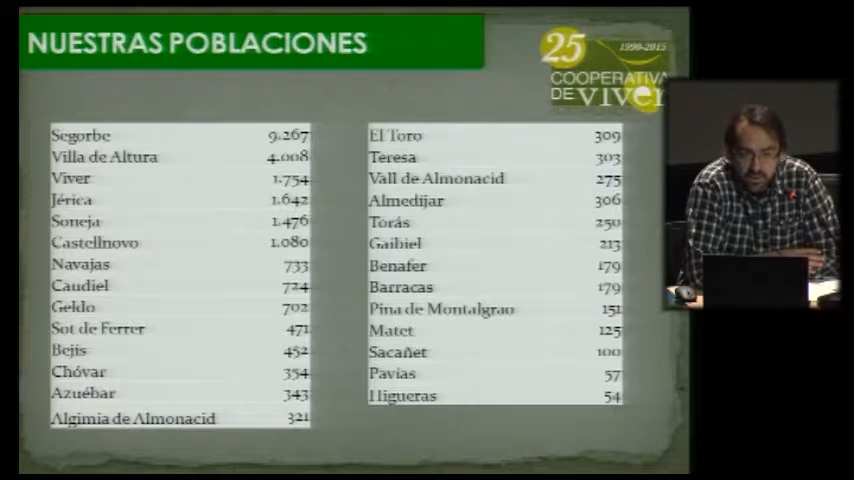 NUESTRAS POBLACIONES
25
1990-2015
COOPERATIVA
DE viver
Segorbe 9.267
Villa de Altura 4.008
Viver 1.754
Jérica 1.642
Soneja 1.476
Castellnovo 1.080
Navajas 733
Caudiel 724
Geldo 702
Sot de Ferrer 471
Bejís 452
Chóvar 354
Azuébar 343
Algimia de Almonacid 321
El Toro 309
Teresa 303
Vall de Almonacid 275
Almedíjar 306
Torás 250
Gaibiel 213
Benafer 179
Barracas 179
Pina de Montalgrao 151
Matet 125
Sacañet 100
Pavías 57
Higueras 54